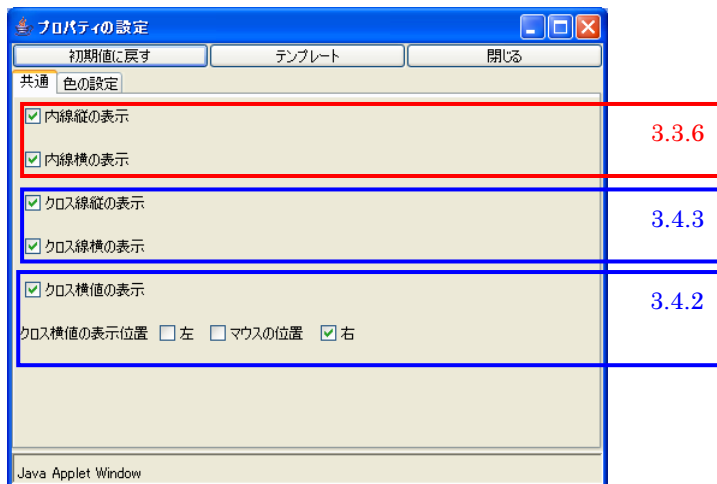 プロパティの設定
初期値に戻す テンプレート 閉じる
共通 色の設定
内線縦の表示
3.3.6
内線横の表示
クロス線縦の表示
3.4.3
クロス線横の表示
クロス横値の表示
3.4.2
クロス横値の表示位置 左 マウスの位置 右
Java Applet Window